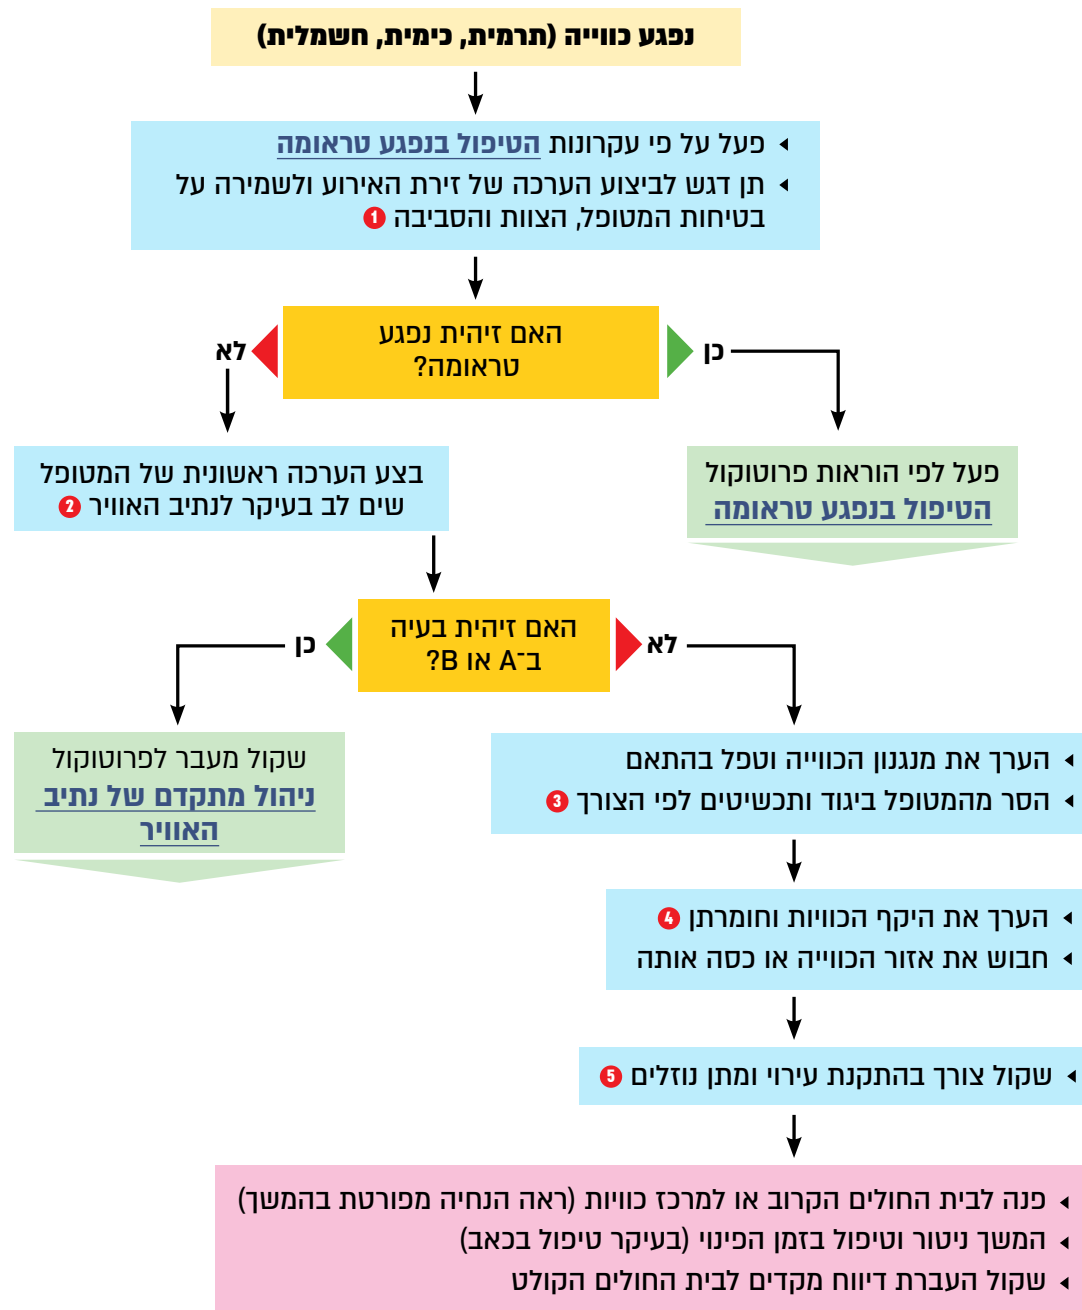 נפגע כווייה (תרמית, כימית, חשמלית)
פעל על פי עקרונות הטיפול בנפגע טראומה
תן דגש לביצוע הערכה של זירת האירוע ולשמירה על
בטיחות המטופל, הצוות והסביבה 1
האם זיהית נפגע
טראומה?
כן
לא
פעל לפי הוראות פרוטוקול
הטיפול בנפגע טראומה
בצע הערכה ראשונית של המטופל
שים לב בעיקר לנתיב האוויר 2
האם זיהית בעיה
ב־A או B?
לא
כן
שקול מעבר לפרוטוקול
ניהול מתקדם של נתיב
האוויר
הערך את מנגנון הכווייה וטפל בהתאם
הסר מהמטופל ביגוד ותכשיטים לפי הצורך 3
הערך את היקף הכוויות וחומרתן 4
חבוש את אזור הכווייה או כסה אותה
שקול צורך בהתקנת עירוי ומתן נוזלים 5
פנה לבית החולים הקרוב או למרכז כוויות (ראה הנחיה מפורטת בהמשך)
המשך ניטור וטיפול בזמן הפינוי (בעיקר טיפול בכאב)
שקול העברת דיווח מקדים לבית החולים הקולט